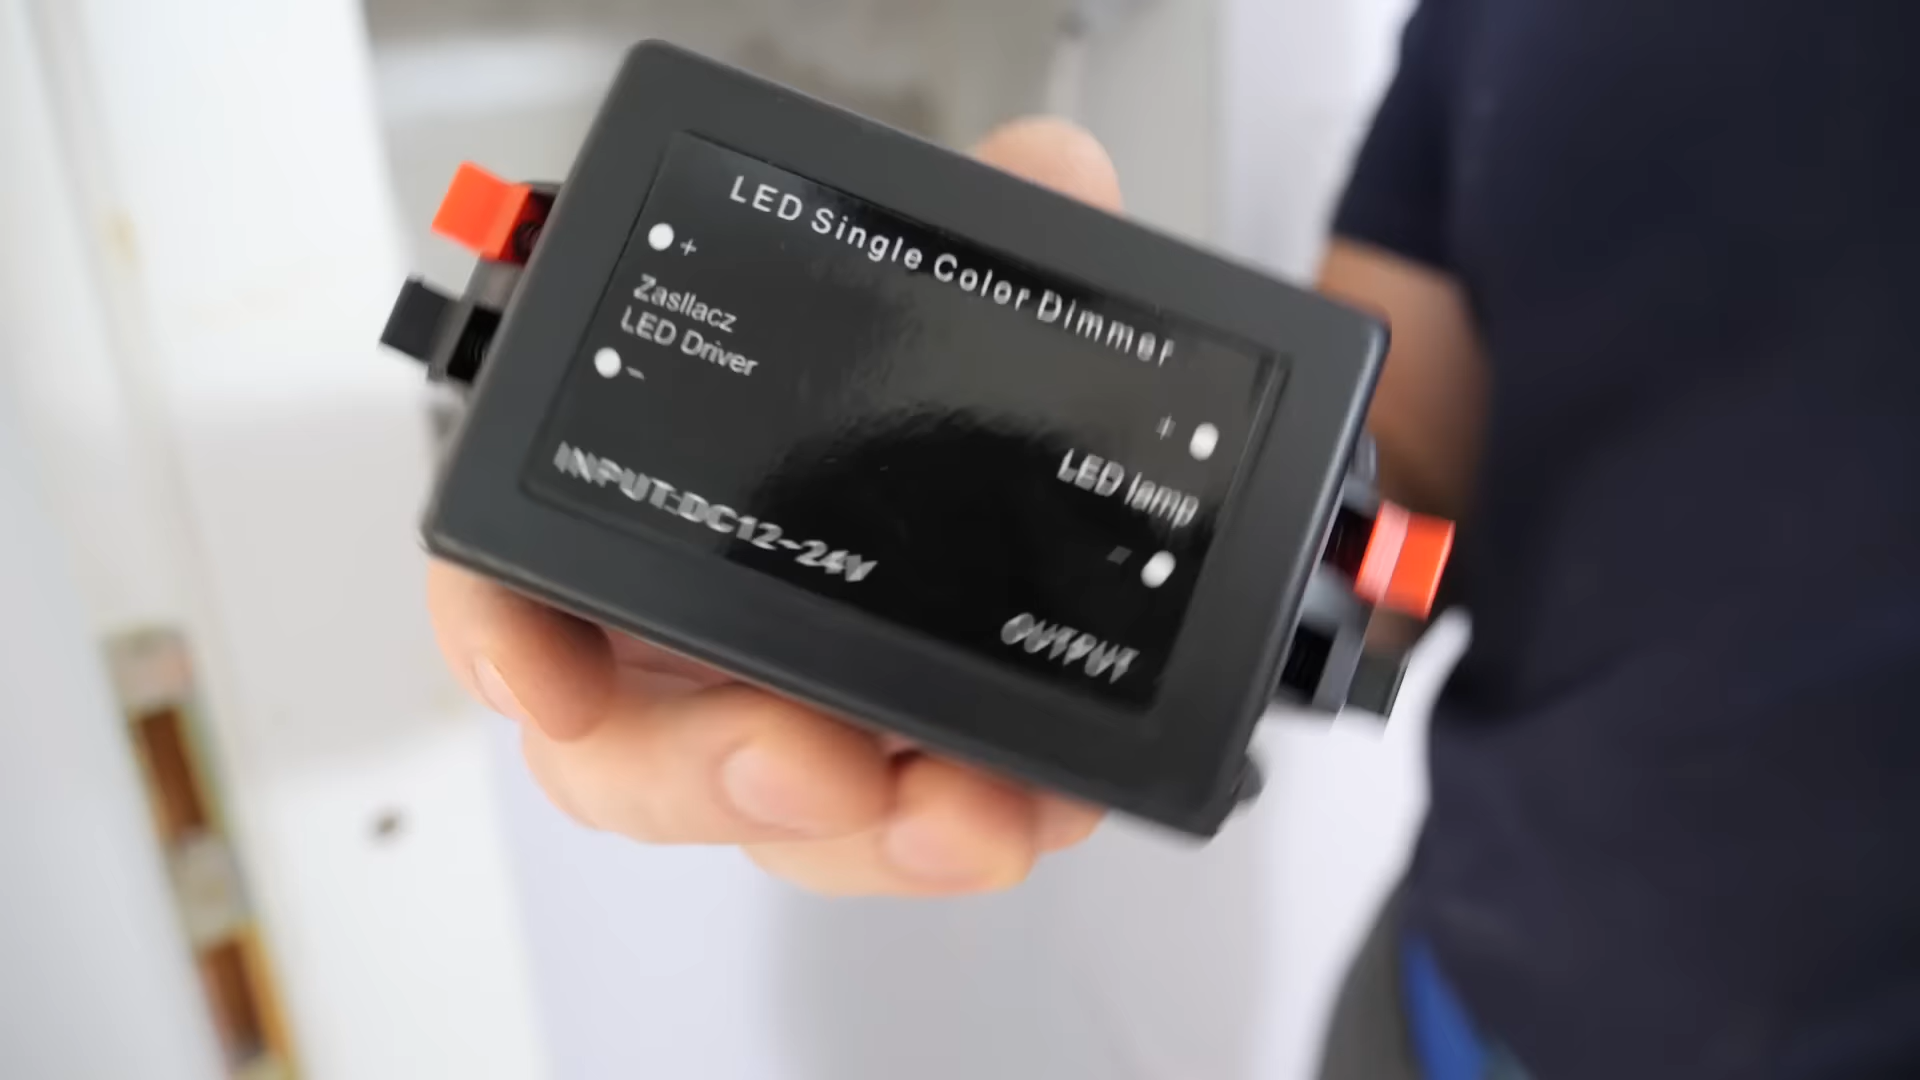 LED Single Color Dimmer
+
Zasilacz
LED Driver
-
INPUT:DC12-24V
+
LED lamp
-
OUTPUT